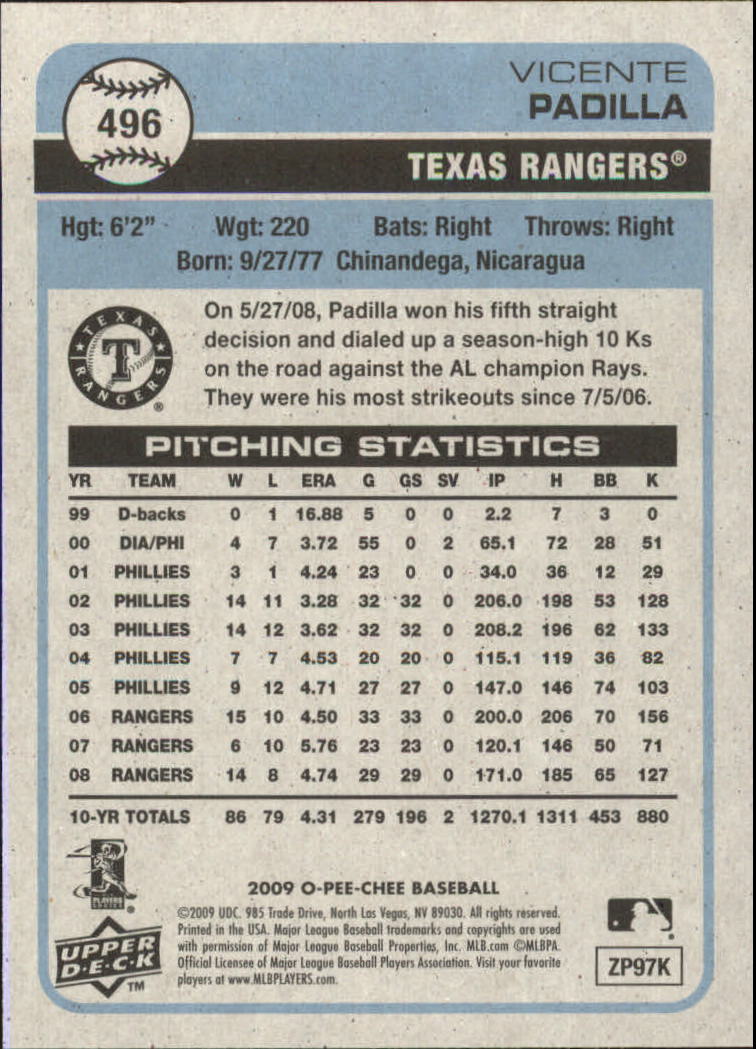 496
VICENTE
PADILLA
TEXAS RANGERS®
Hgt: 6'2" Wgt: 220 Bats: Right Throws: Right
Born: 9/27/77 Chinandega, Nicaragua
TEXAS
T
RANGERS
®
On 5/27/08, Padilla won his fifth straight
decision and dialed up a season-high 10 Ks
on the road against the AL champion Rays.
They were his most strikeouts since 7/5/06.
PITCHING STATISTICS
YR TEAM W L ERA G GS SV IP H BB K
99 D-backs 0 1 16.88 5 0 0 2.2 7 3 0
00 DIA/PHI 4 7 3.72 55 0 2 65.1 72 28 51
01 PHILLIES 3 1 4.24 23 0 0 34.0 36 12 29
02 PHILLIES 14 11 3.28 32 32 0 206.0 198 53 128
03 PHILLIES 14 12 3.62 32 32 0 208.2 196 62 133
04 PHILLIES 7 7 4.53 20 20 0 115.1 119 36 82
05 PHILLIES 9 12 4.71 27 27 0 147.0 146 74 103
06 RANGERS 15 10 4.50 33 33 0 200.0 206 70 156
07 RANGERS 6 10 5.76 23 23 0 120.1 146 50 71
08 RANGERS 14 8 4.74 29 29 0 171.0 185 65 127
10-YR TOTALS 86 79 4.31 279 196 2 1270.1 1311 453 880
PLAYERS
CHOICE
®
2009 O-PEE-CHEE BASEBALL
©2009 UDC. 985 Trade Drive, North Las Vegas, NV 89030. All rights reserved.
Printed in the USA. Major League Baseball trademarks and copyrights are used
with permission of Major League Baseball Properties, Inc. MLB.com ©MLBPA.
Official Licensee of Major League Baseball Players Association. Visit your favorite
players at www.MLBPLAYERS.com.
UPPER
D·E·C·K
TM
ZP97K